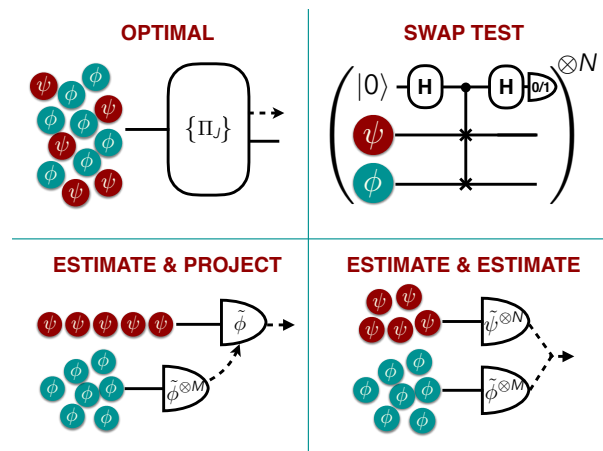 OPTIMAL
ψ φ φ
φ φ ψ
ψ φ φ
φ ψ ψ
{Π_J}
SWAP TEST
|0⟩ H H 0/1 ⊗N
ψ
φ
ESTIMATE & PROJECT
ψ ψ ψ ψ ψ
φ̃
φ φ
φ φ φ
φ φ
φ̃^⊗M
ESTIMATE & ESTIMATE
ψ ψ
ψ ψ ψ
ψ̃^⊗N
φ φ
φ φ φ
φ φ
φ̃^⊗M